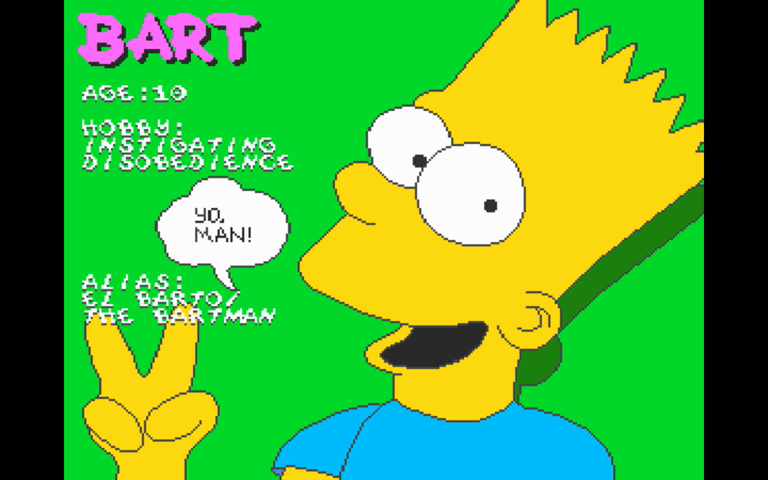 BART
AGE:10
HOBBY:
INSTIGATING
DISOBEDIENCE
YO,
MAN!
ALIAS:
EL BARTO/
THE BARTMAN